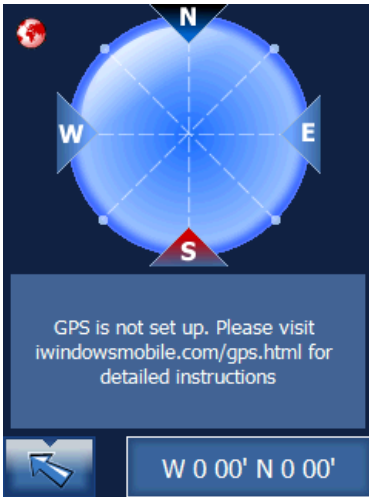 N
W E
S
GPS is not set up. Please visit
iwindowsmobile.com/gps.html for
detailed instructions
W 0 00' N 0 00'